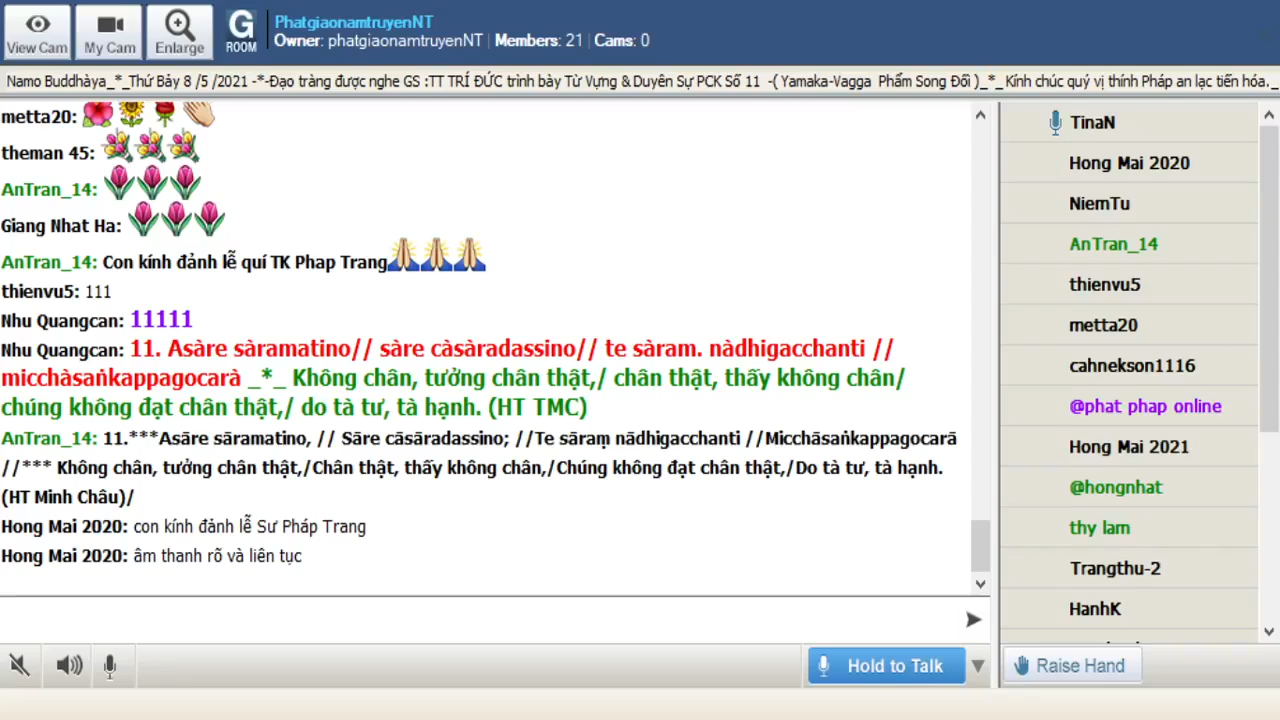 View Cam
My Cam
Enlarge
G
ROOM
PhatgiaonamtruyenNT
Owner: phatgiaonamtruyenNT | Members: 21 | Cams: 0
Namo Buddhàya_*_Thứ Bảy 8 /5 /2021 -*-Đạo tràng được nghe GS :TT TRÍ ĐỨC trình bày Từ Vựng & Duyên Sự PCK Số 11 -( Yamaka-Vagga Phẩm Song Đối )_*_Kính chúc quý vị thính Pháp an lạc tiến hóa._
metta20:
theman 45:
AnTran_14:
Giang Nhat Ha:
AnTran_14: Con kính đảnh lễ quí TK Phap Trang
thienvu5: 111
Nhu Quangcan: 11111
Nhu Quangcan: 11. Asàre sàramatino// sàre càsàradassino// te sàram. nàdhigacchanti //
micchàsaṅkappagocarà _*_ Không chân, tưởng chân thật,/ chân thật, thấy không chân/
chúng không đạt chân thật,/ do tà tư, tà hạnh. (HT TMC)
AnTran_14: 11.***Asāre sāramatino, // Sāre cāsāradassino; //Te sāraṃ nādhigacchanti //Micchāsaṅkappagocarā
//*** Không chân, tưởng chân thật,/Chân thật, thấy không chân,/Chúng không đạt chân thật,/Do tà tư, tà hạnh.
(HT Minh Châu)/
Hong Mai 2020: con kính đảnh lễ Sư Pháp Trang
Hong Mai 2020: âm thanh rõ và liên tục
Hold to Talk
TinaN
Hong Mai 2020
NiemTu
AnTran_14
thienvu5
metta20
cahnekson1116
@phat phap online
Hong Mai 2021
@hongnhat
thy lam
Trangthu-2
HanhK
Raise Hand